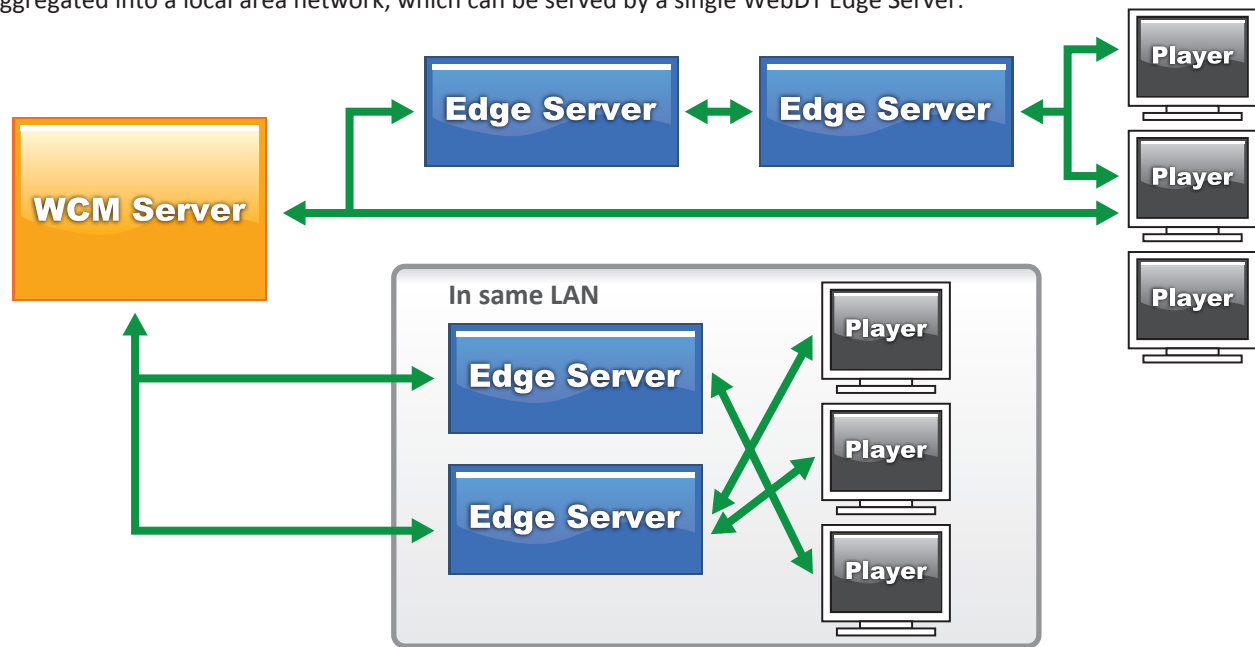 ggregated into a local area network, which can be served by a single WebDT Edge Server.
Player
Edge Server
Edge Server
Player
WCM Server
Player
In same LAN
Player
Edge Server
Player
Edge Server
Player